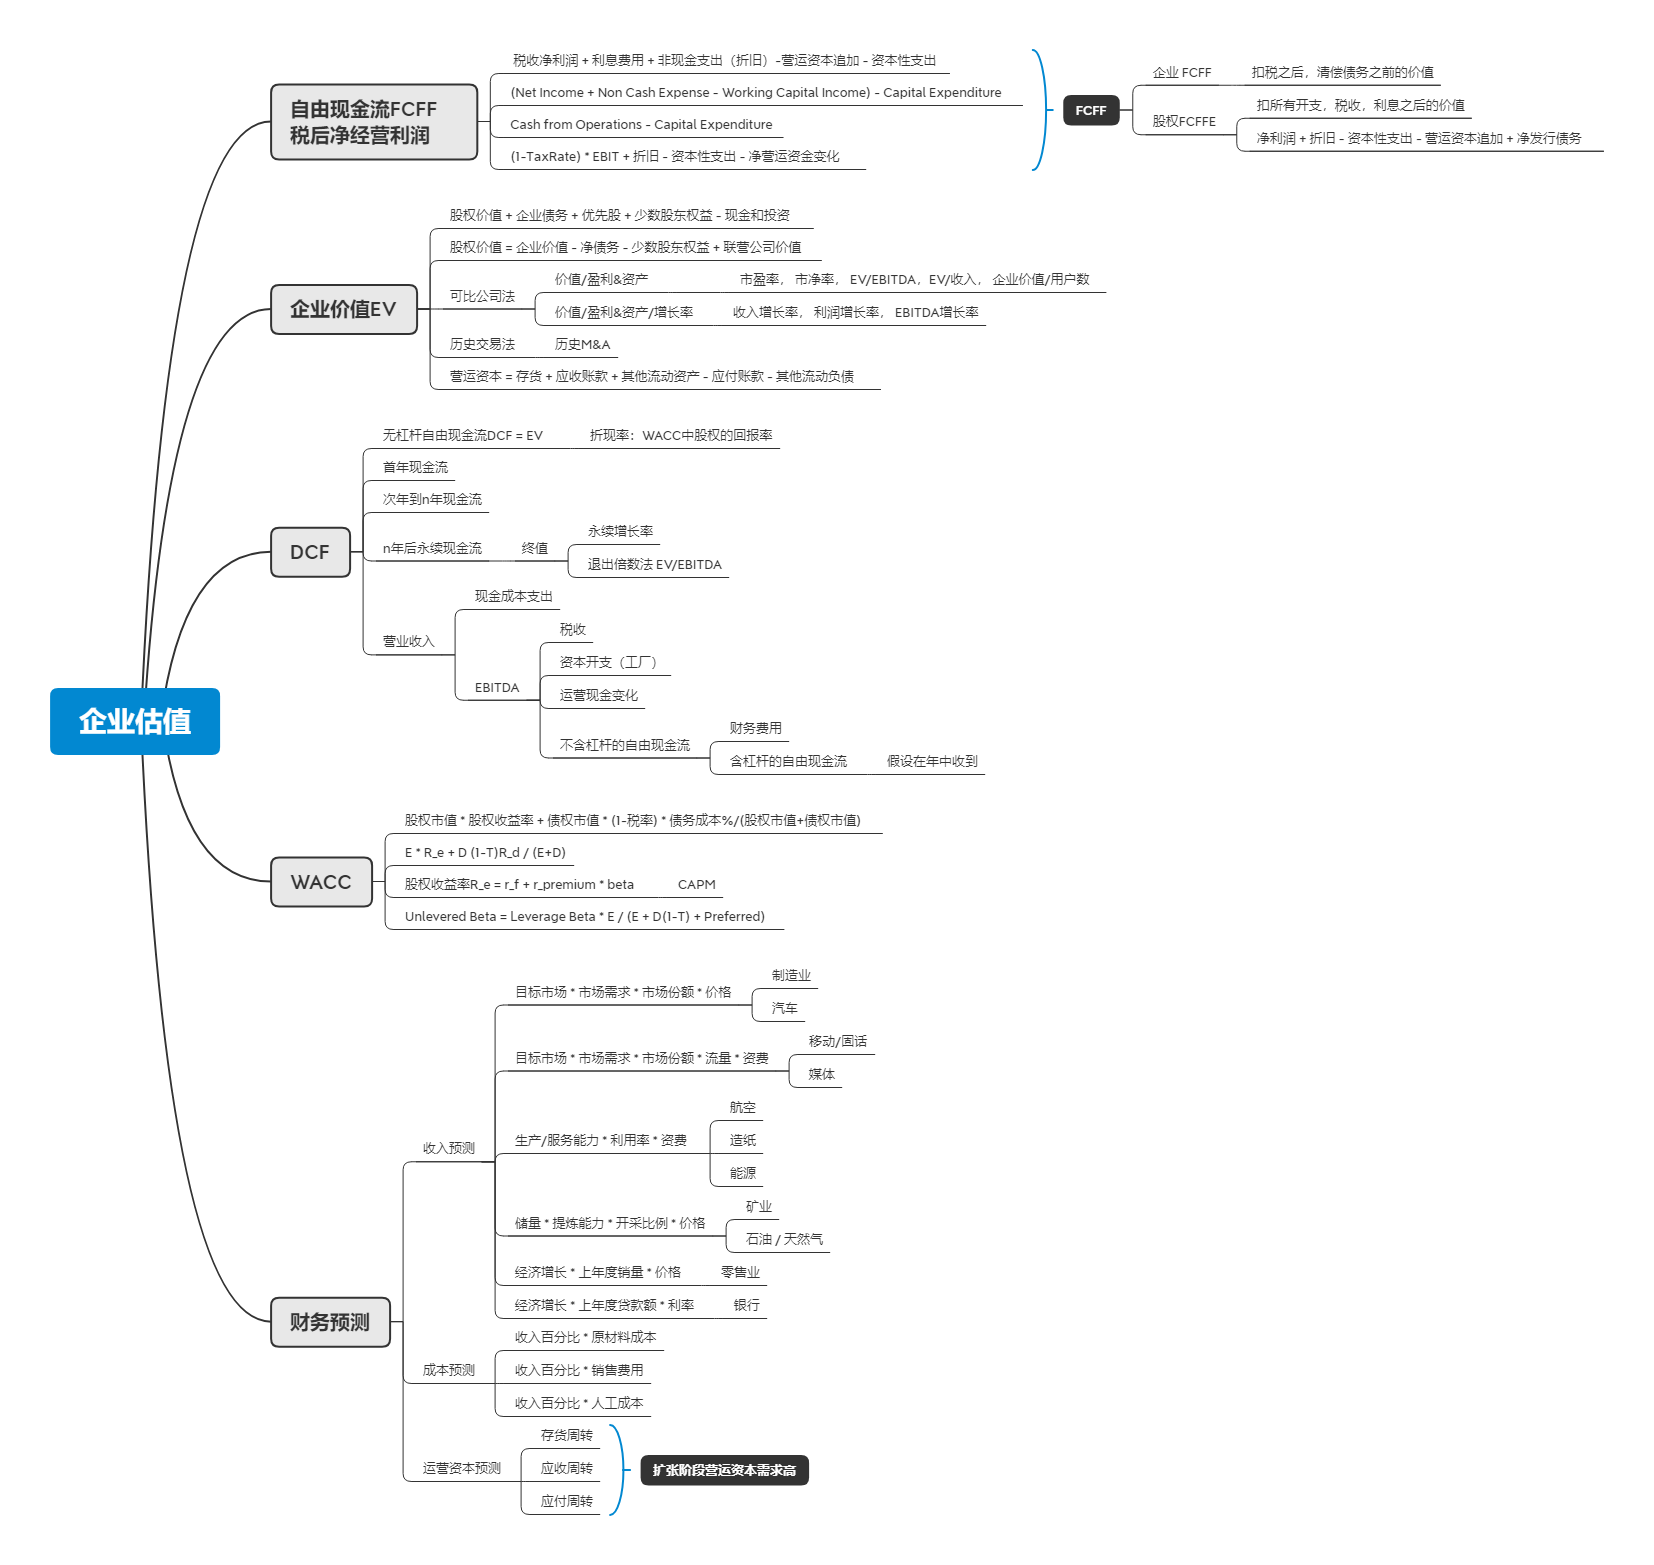 企业估值
自由现金流FCFF
税后净经营利润
税收净利润 + 利息费用 + 非现金支出（折旧）-营运资本追加 - 资本性支出
(Net Income + Non Cash Expense - Working Capital Income) - Capital Expenditure
Cash from Operations - Capital Expenditure
(1-TaxRate) * EBIT + 折旧 - 资本性支出 - 净营运资金变化
FCFF
企业 FCFF
扣税之后，清偿债务之前的价值
股权FCFFE
扣所有开支，税收，利息之后的价值
净利润 + 折旧 - 资本性支出 - 营运资本追加 + 净发行债务
企业价值EV
股权价值 + 企业债务 + 优先股 + 少数股东权益 - 现金和投资
股权价值 = 企业价值 - 净债务 - 少数股东权益 + 联营公司价值
可比公司法
价值/盈利&资产
市盈率， 市净率， EV/EBITDA，EV/收入， 企业价值/用户数
价值/盈利&资产/增长率
收入增长率， 利润增长率， EBITDA增长率
历史交易法
历史M&A
营运资本 = 存货 + 应收账款 + 其他流动资产 - 应付账款 - 其他流动负债
DCF
无杠杆自由现金流DCF = EV
折现率：WACC中股权的回报率
首年现金流
次年到n年现金流
n年后永续现金流
终值
永续增长率
退出倍数法 EV/EBITDA
营业收入
现金成本支出
EBITDA
税收
资本开支（工厂）
运营现金变化
不含杠杆的自由现金流
财务费用
含杠杆的自由现金流
假设在年中收到
WACC
股权市值 * 股权收益率 + 债权市值 * (1-税率) * 债务成本%/(股权市值+债权市值)
E * R_e + D (1-T)R_d / (E+D)
股权收益率R_e = r_f + r_premium * beta
CAPM
Unlevered Beta = Leverage Beta * E / (E + D(1-T) + Preferred)
财务预测
收入预测
目标市场 * 市场需求 * 市场份额 * 价格
制造业
汽车
目标市场 * 市场需求 * 市场份额 * 流量 * 资费
移动/固话
媒体
生产/服务能力 * 利用率 * 资费
航空
造纸
能源
储量 * 提炼能力 * 开采比例 * 价格
矿业
石油 / 天然气
经济增长 * 上年度销量 * 价格
零售业
经济增长 * 上年度贷款额 * 利率
银行
成本预测
收入百分比 * 原材料成本
收入百分比 * 销售费用
收入百分比 * 人工成本
运营资本预测
存货周转
应收周转
应付周转
扩张阶段营运资本需求高